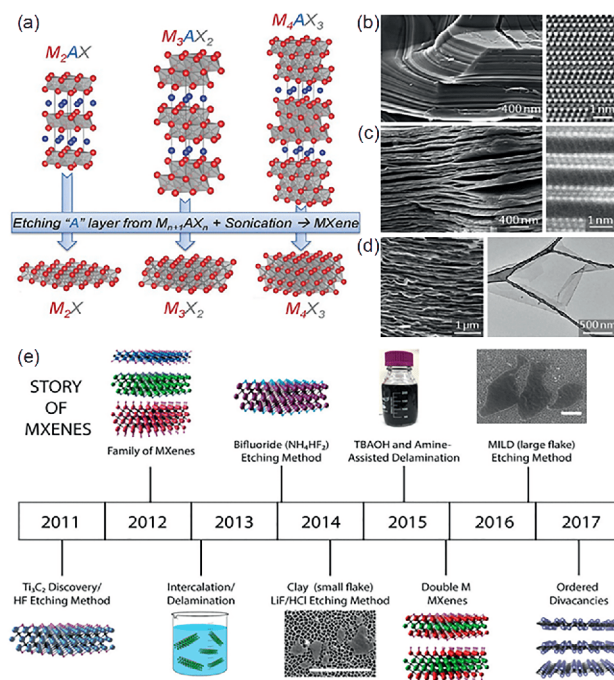 (a)
M₂AX
M₃AX₂
M₄AX₃
Etching "A" layer from Mn+1AXn + Sonication → MXene
M₂X
M₃X₂
M₄X₃
(b)
400 nm
1 nm
(c)
400 nm
1 nm
(d)
1 µm
500 nm
(e)
STORY
OF
MXENES
Family of MXenes
Bifluoride (NH₄HF₂)
Etching Method
TBAOH and Amine-
Assisted Delamination
MILD (large flake)
Etching Method
2011
2012
2013
2014
2015
2016
2017
Ti₃C₂ Discovery/
HF Etching Method
Intercalation/
Delamination
Clay (small flake)
LiF/HCl Etching Method
Double M
MXenes
Ordered
Divacancies